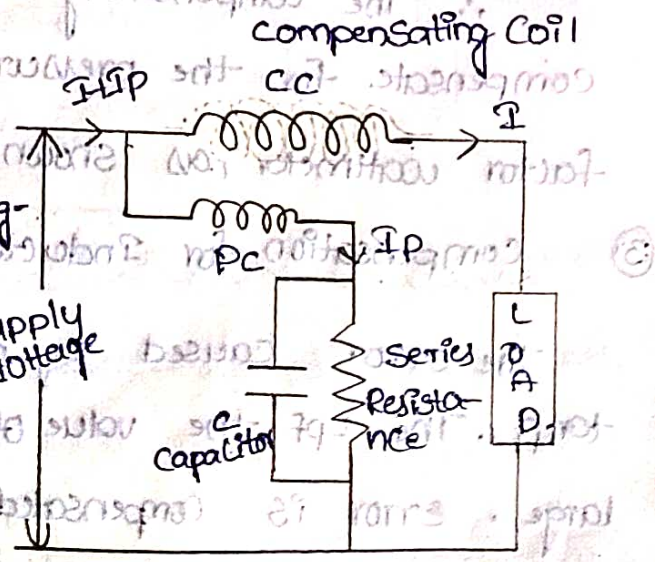 Compensating Coil
I+IP
CC
I
PC
IP
Supply
Voltage
Series
Resista-
nce
C
Capacitor
L
O
A
D.